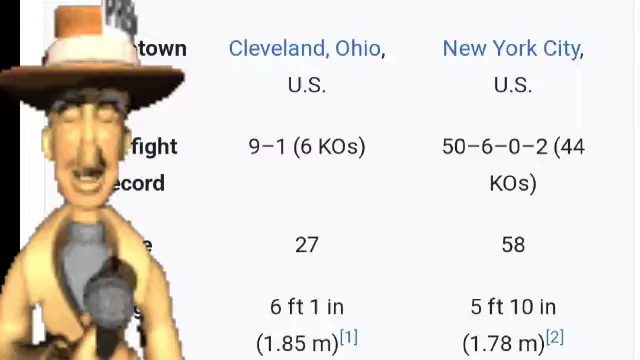 town Cleveland, Ohio, New York City,
U.S. U.S.
fight 9–1 (6 KOs) 50–6–0–2 (44
ecord KOs)
e 27 58
6 ft 1 in 5 ft 10 in
(1.85 m)[1] (1.78 m)[2]